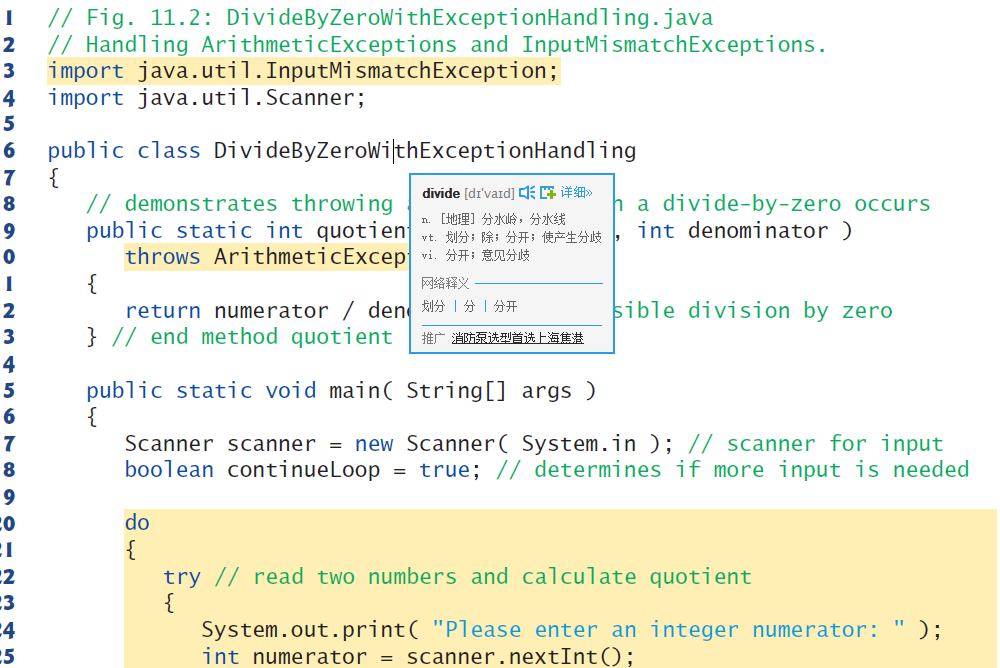 1 // Fig. 11.2: DivideByZeroWithExceptionHandling.java
2 // Handling ArithmeticExceptions and InputMismatchExceptions.
3 import java.util.InputMismatchException;
4 import java.util.Scanner;
5
6 public class DivideByZeroWithExceptionHandling
7 {
8 // demonstrates throwing a divide-by-zero occurs
9 public static int quotient , int denominator )
0 throws ArithmeticExcep
1 {
2 return numerator / den sible division by zero
3 } // end method quotient
divide [dɪ'vaɪd] 详细»
n. [地理] 分水岭，分水线
vt. 划分；除；分开；使产生分歧
vi. 分开；意见分歧
网络释义
划分 | 分 | 分开
推广 消防泵选型首选上海集港
4
5 public static void main( String[] args )
6 {
7 Scanner scanner = new Scanner( System.in ); // scanner for input
8 boolean continueLoop = true; // determines if more input is needed
9
20 do
21 {
22 try // read two numbers and calculate quotient
23 {
24 System.out.print( "Please enter an integer numerator: " );
25 int numerator = scanner.nextInt();